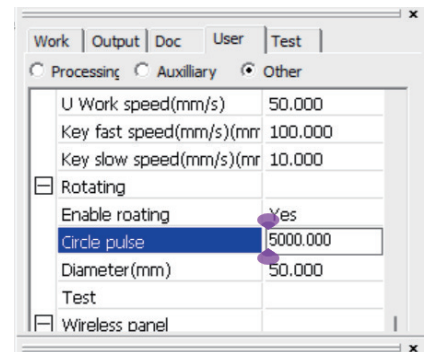 x
Work Output Doc User Test
Processing Auxilliary Other
U Work speed(mm/s) 50.000
Key fast speed(mm/s)(mm 100.000
Key slow speed(mm/s)(mr 10.000
Rotating
Enable roating Yes
Circle pulse 5000.000
Diameter(mm) 50.000
Test
Wireless panel
x